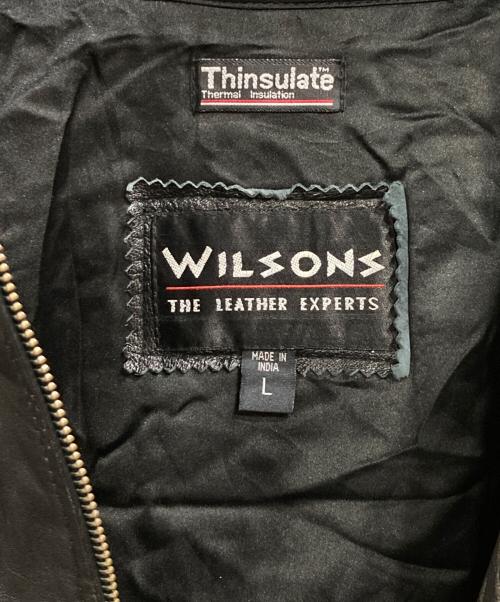 Thinsulate™
Thermal Insulation
WILSONS
THE LEATHER EXPERTS
MADE IN
INDIA
L